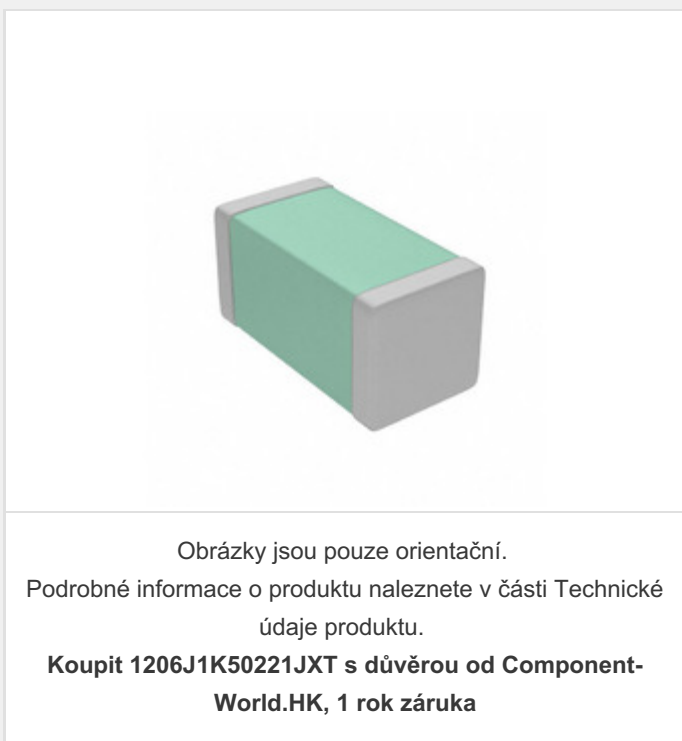 Obrázky jsou pouze orientační.
Podrobné informace o produktu naleznete v části Technické
údaje produktu.
Koupit 1206J1K50221JXT s důvěrou od Component-
World.HK, 1 rok záruka